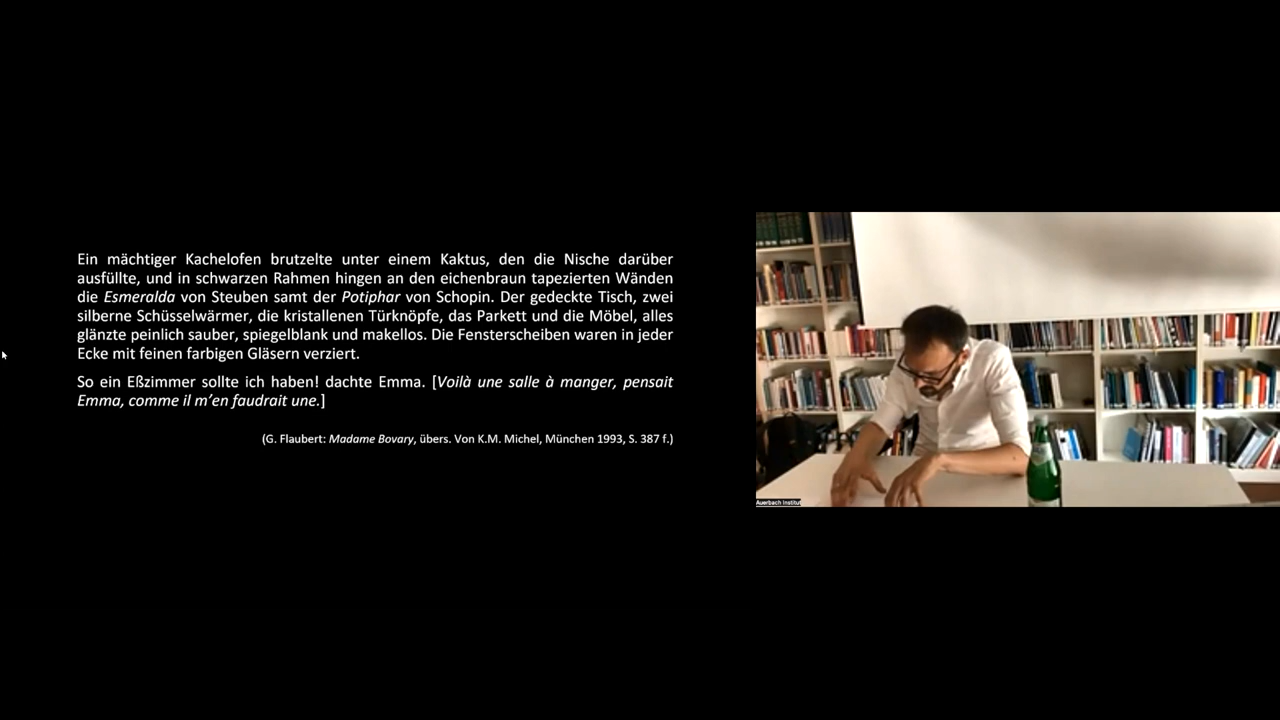 Ein mächtiger Kachelofen brutzelte unter einem Kaktus, den die Nische darüber
ausfüllte, und in schwarzen Rahmen hingen an den eichenbraun tapezierten Wänden
die Esmeralda von Steuben samt der Potiphar von Schopin. Der gedeckte Tisch, zwei
silberne Schüsselwärmer, die kristallenen Türknöpfe, das Parkett und die Möbel, alles
glänzte peinlich sauber, spiegelblank und makellos. Die Fensterscheiben waren in jeder
Ecke mit feinen farbigen Gläsern verziert.
So ein Eßzimmer sollte ich haben! dachte Emma. [Voilà une salle à manger, pensait
Emma, comme il m’en faudrait une.]
(G. Flaubert: Madame Bovary, übers. Von K.M. Michel, München 1993, S. 387 f.)
Auerbach Institut